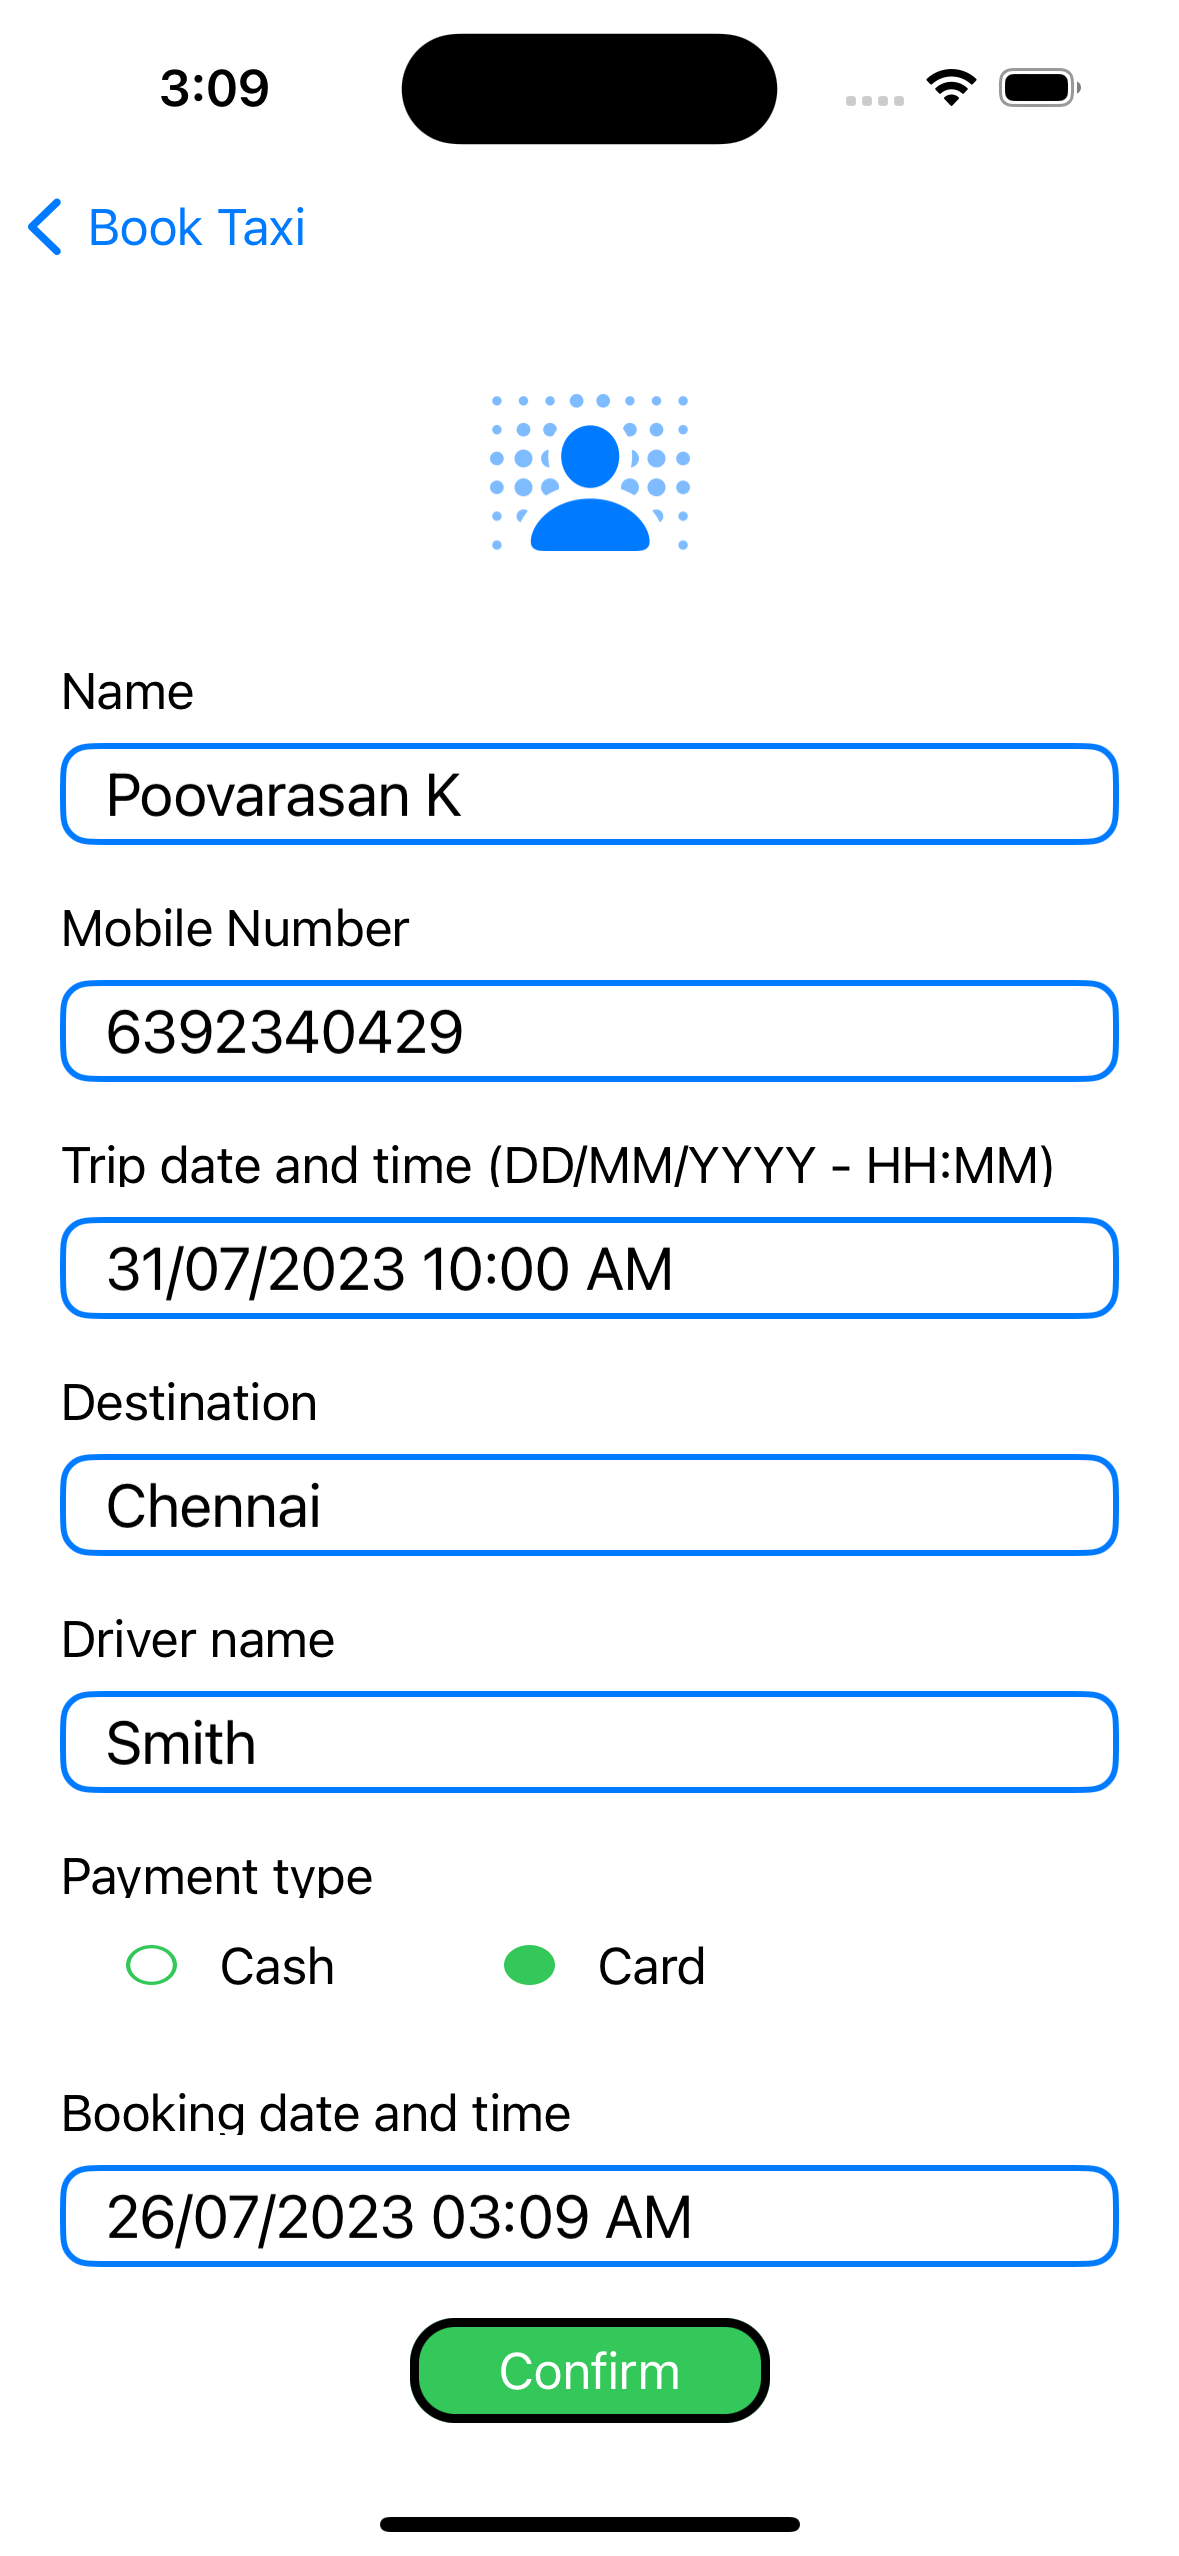 3:09
Book Taxi
Name
Poovarasan K
Mobile Number
6392340429
Trip date and time (DD/MM/YYYY - HH:MM)
31/07/2023 10:00 AM
Destination
Chennai
Driver name
Smith
Payment type
Cash Card
Booking date and time
26/07/2023 03:09 AM
Confirm